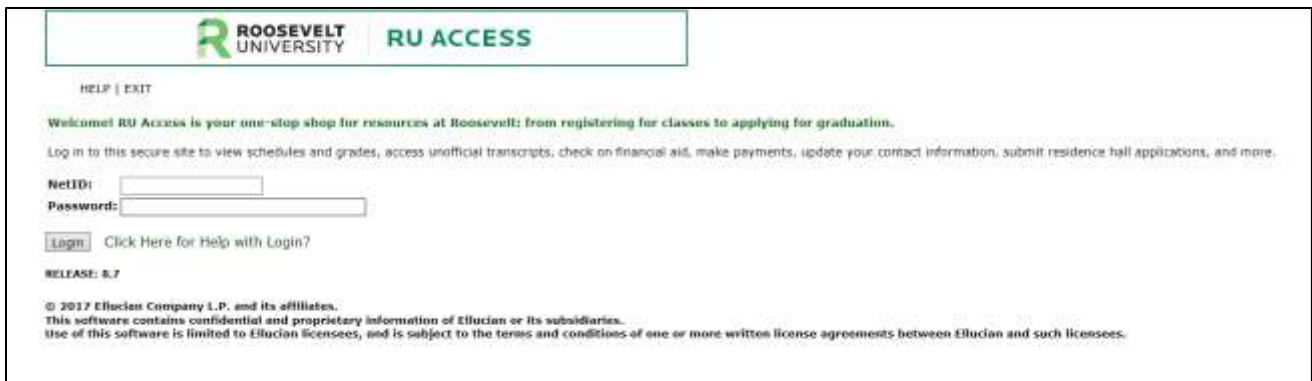 ROOSEVELT
UNIVERSITY
RU ACCESS
HELP | EXIT
Welcome! RU Access is your one-stop shop for resources at Roosevelt: from registering for classes to applying for graduation.
Log in to this secure site to view schedules and grades, access unofficial transcripts, check on financial aid, make payments, update your contact information, submit residence hall applications, and more.
NetID:
Password:
Login Click Here for Help with Login?
RELEASE: 8.7
© 2017 Ellucian Company L.P. and its affiliates.
This software contains confidential and proprietary information of Ellucian or its subsidiaries.
Use of this software is limited to Ellucian licensees, and is subject to the terms and conditions of one or more written license agreements between Ellucian and such licensees.